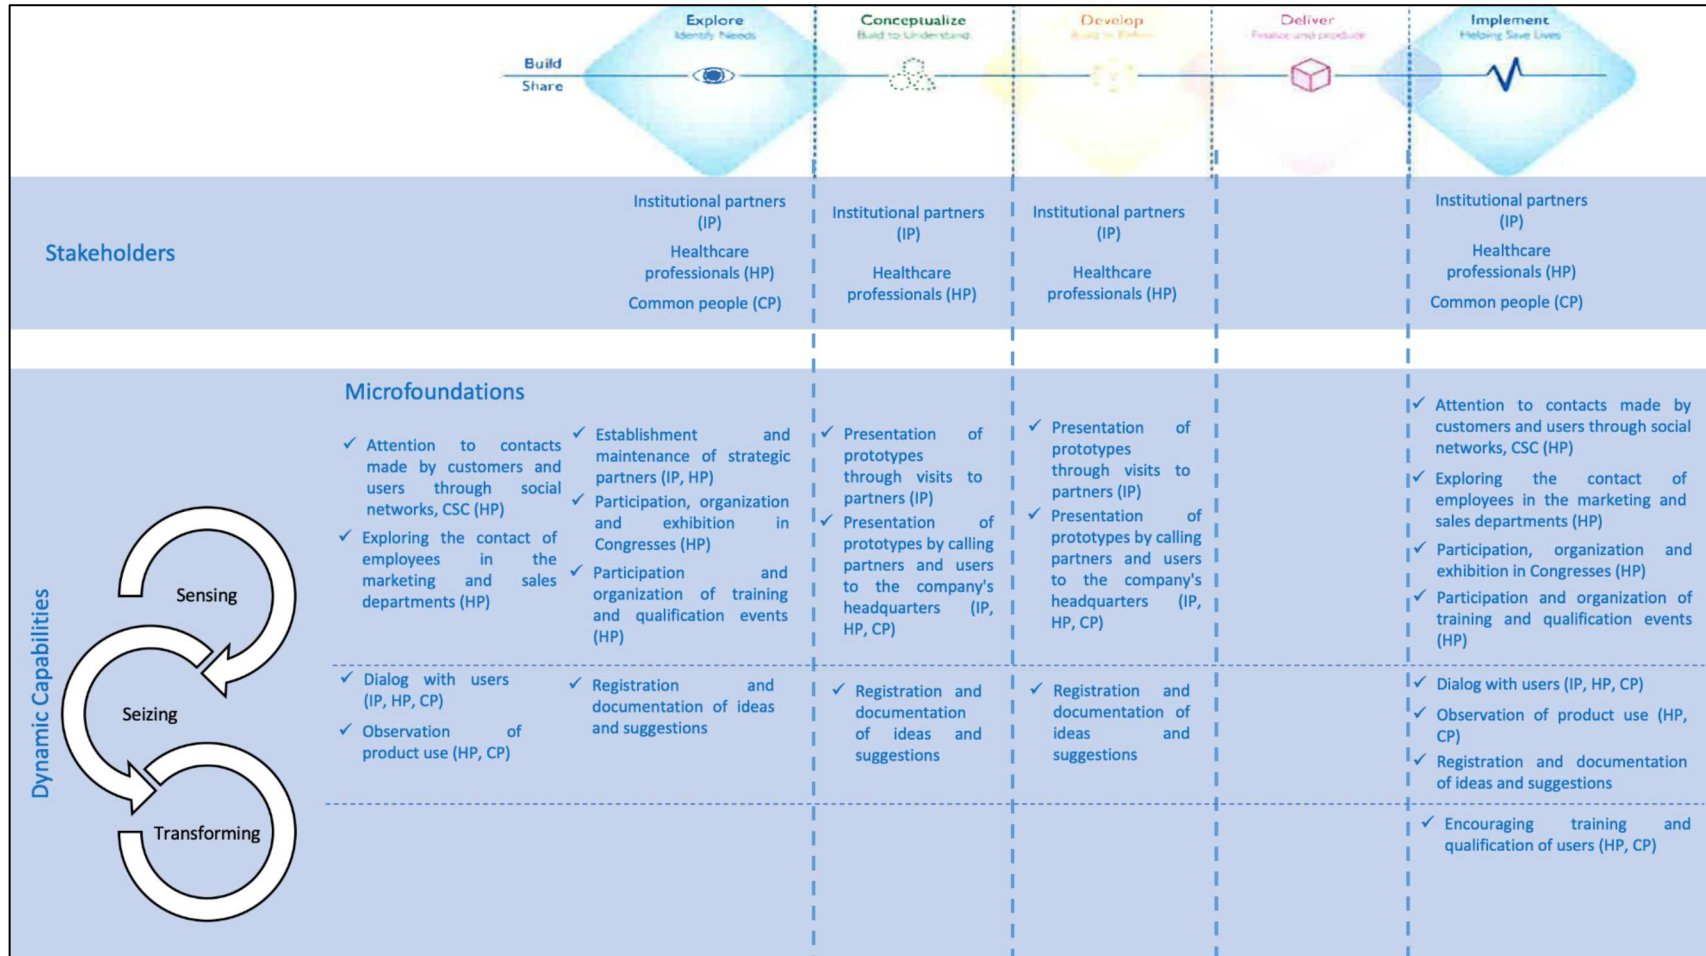 Explore
Identify Needs
Conceptualize
Build to Understand
Develop
Build to Refine
Deliver
Finalize and produce
Implement
Helping Save Lives
Build
Share
Stakeholders
Institutional partners
(IP)
Healthcare
professionals (HP)
Common people (CP)
Institutional partners
(IP)
Healthcare
professionals (HP)
Institutional partners
(IP)
Healthcare
professionals (HP)
Institutional partners
(IP)
Healthcare
professionals (HP)
Common people (CP)
Dynamic Capabilities
Microfoundations
Sensing
✓ Attention to contacts
made by customers and
users through social
networks, CSC (HP)
✓ Exploring the contact of
employees in the
marketing and sales
departments (HP)
✓ Establishment and
maintenance of strategic
partners (IP, HP)
✓ Participation, organization
and exhibition in
Congresses (HP)
✓ Participation and
organization of training
and qualification events
(HP)
✓ Presentation of
prototypes
through visits to
partners (IP)
✓ Presentation of
prototypes by calling
partners and users
to the company's
headquarters (IP,
HP, CP)
✓ Presentation of
prototypes
through visits to
partners (IP)
✓ Presentation of
prototypes by calling
partners and users
to the company's
headquarters (IP,
HP, CP)
✓ Attention to contacts made by
customers and users through social
networks, CSC (HP)
✓ Exploring the contact of
employees in the marketing and
sales departments (HP)
✓ Participation, organization and
exhibition in Congresses (HP)
✓ Participation and organization of
training and qualification events
(HP)
Seizing
✓ Dialog with users
(IP, HP, CP)
✓ Observation of
product use (HP, CP)
✓ Registration and
documentation of ideas
and suggestions
✓ Registration and
documentation
of ideas and
suggestions
✓ Registration and
documentation of
ideas and
suggestions
✓ Dialog with users (IP, HP, CP)
✓ Observation of product use (HP,
CP)
✓ Registration and documentation
of ideas and suggestions
Transforming
✓ Encouraging training and
qualification of users (HP, CP)